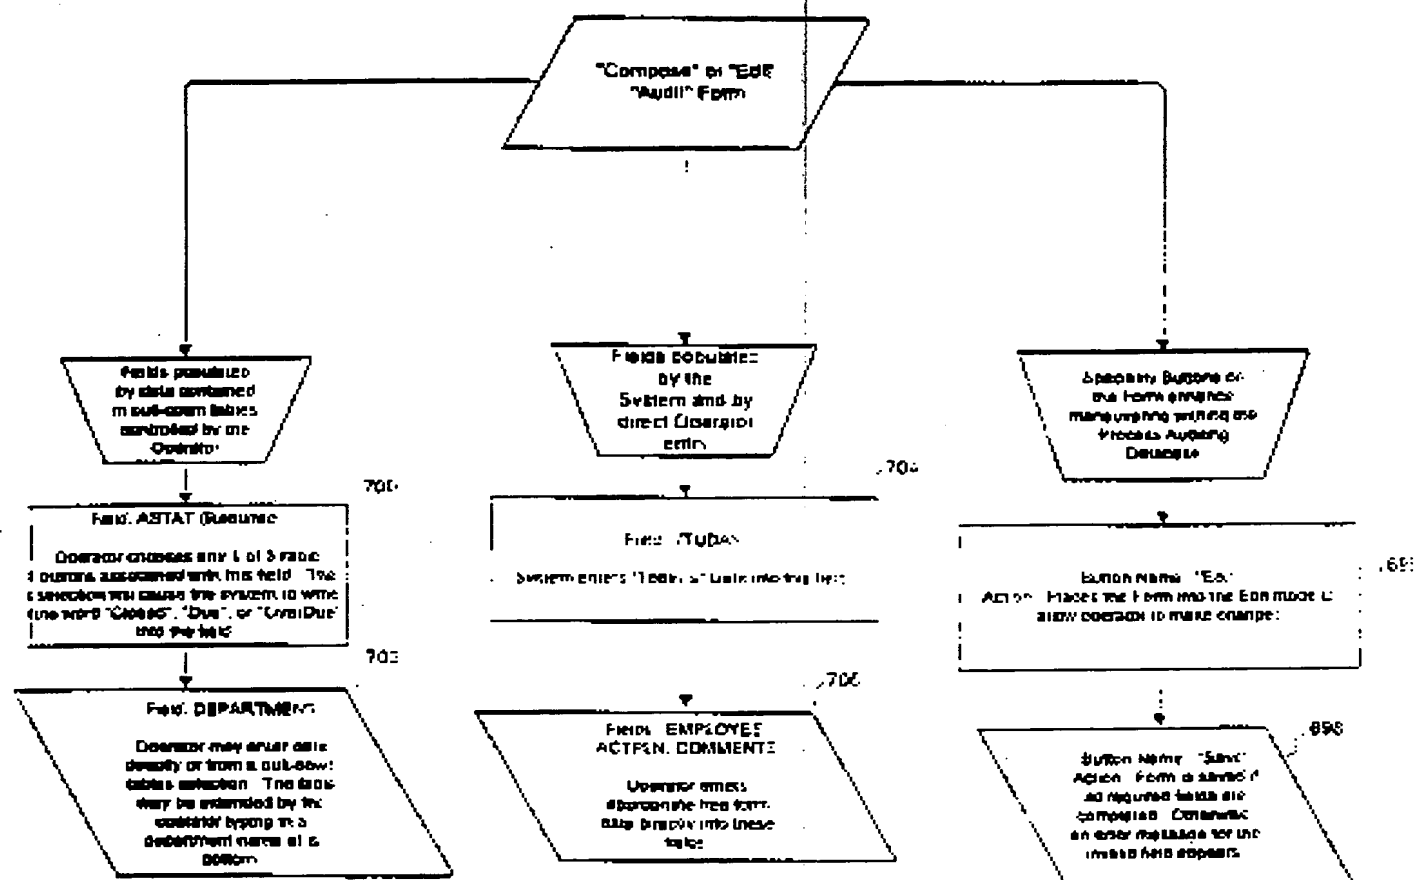 "Compose" or "Edit"
"Audit" Form
Fields populated
by data contained
in pull-down tables
controlled by the
Operator
Fields populated
by the
System and by
direct Operator
entry
Specialty Buttons on
the Form enhance
maneuvering within the
Process Auditing
Database
700
704
Field: ASTAT
Operator chooses any 1 of 3 radio
buttons associated with this field. The
selection will cause the system to write
the word "Closed", "Due", or "OverDue"
into the field
Field:
System enters "Today's" Date into this field
Button Name: "Edit"
Action: Places the Form into the Edit mode to
allow operator to make changes
702
706
698
Field: DEPARTMENT
Operator may enter data
directly or from a pull-down
tables selection. The table
may be extended by the
operator typing in a
department name at
bottom
Fields: EMPLOYEE
COMMENTS
Operator enters
appropriate free form
data directly into these
fields
Button Name: "Save"
Action: Form is saved if
all required fields are
completed. Otherwise
an error message for the
field appears